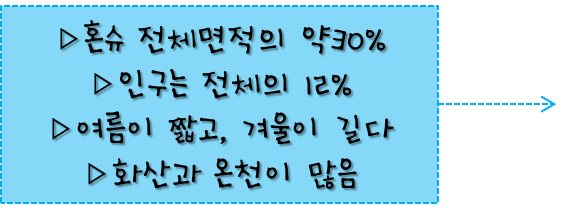 ▷혼슈 전체면적의 약30%
▷인구는 전체의 12%
▷여름이 짧고, 겨울이 길다
▷화산과 온천이 많음